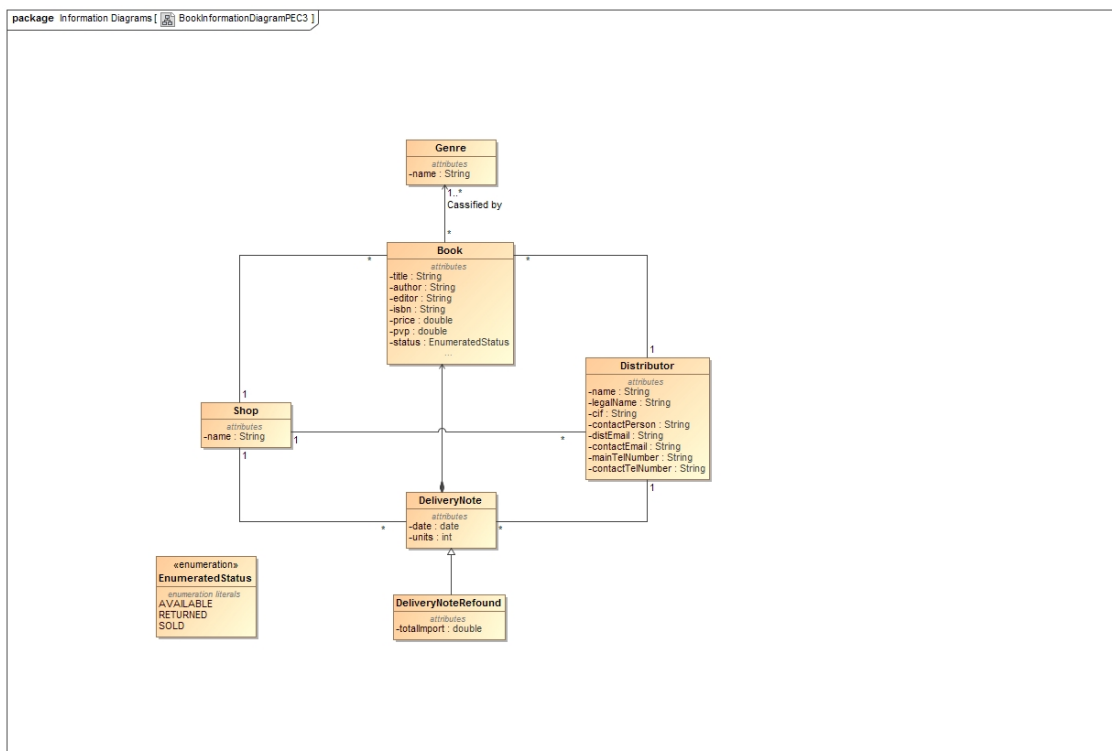 package Information Diagrams [ BookInformationDiagramPEC3 ]
Genre
attributes
-name : String
1..*
Cassified by
*
Book
attributes
-title : String
-author : String
-editor : String
-isbn : String
-price : double
-pvp : double
-status : EnumeratedStatus
...
*
*
1
1
Distributor
attributes
-name : String
-legalName : String
-cif : String
-contactPerson : String
-distEmail : String
-contactEmail : String
-mainTelNumber : String
-contactTelNumber : String
Shop
attributes
-name : String
1
*
1
1
DeliveryNote
attributes
-date : date
-units : int
*
*
«enumeration»
EnumeratedStatus
enumeration literals
AVAILABLE
RETURNED
SOLD
DeliveryNoteRefound
attributes
-totalImport : double